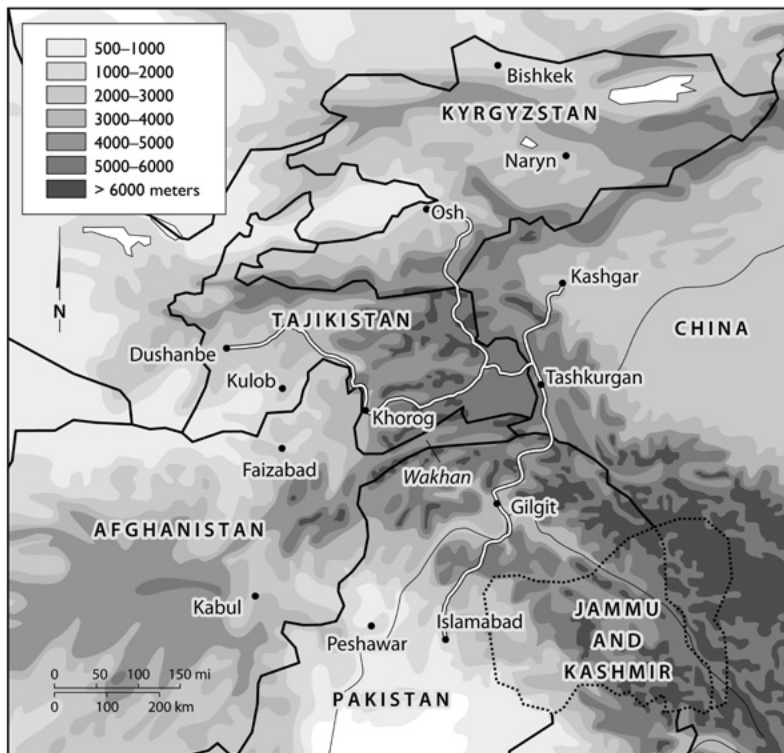 500–1000
1000–2000
2000–3000
3000–4000
4000–5000
5000–6000
> 6000 meters
Bishkek
KYRGYZSTAN
Naryn
Osh
N
Kashgar
TAJIKISTAN
CHINA
Dushanbe
Kulob
Tashkurgan
Khorog
Faizabad
Wakhan
Gilgit
AFGHANISTAN
Kabul
Islamabad
JAMMU
AND
KASHMIR
Peshawar
0 50 100 150 mi
0 100 200 km
PAKISTAN